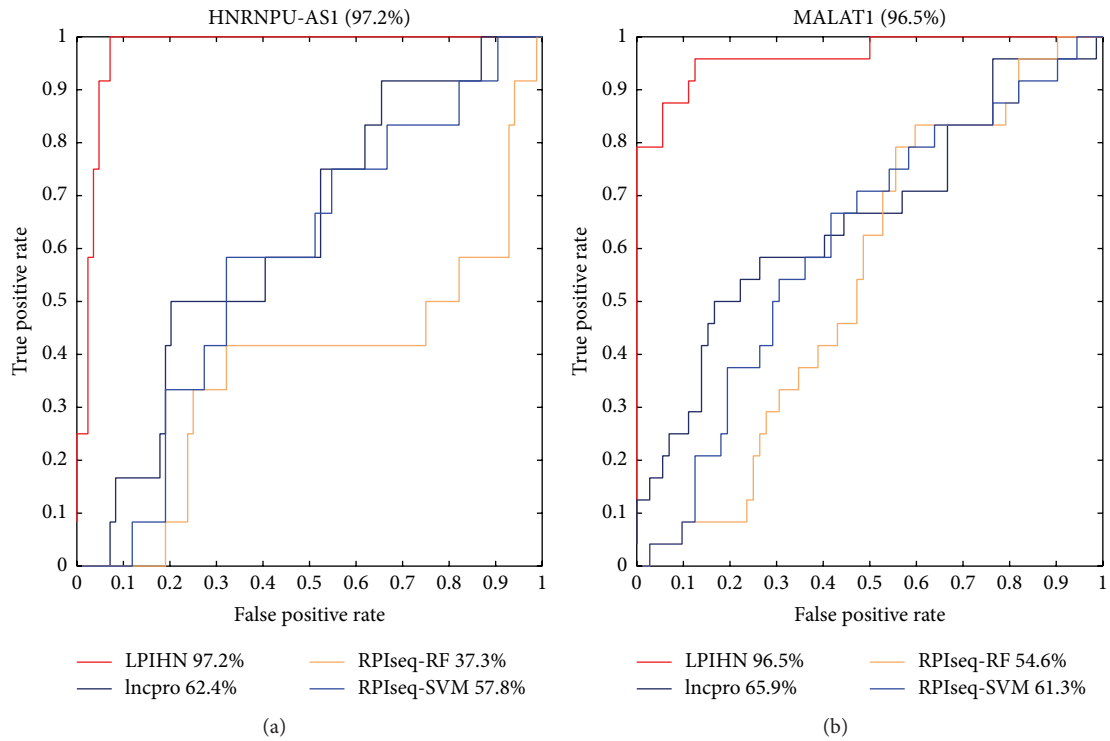 HNRNPU-AS1 (97.2%)
1
0.9
0.8
0.7
0.6
0.5
0.4
0.3
0.2
0.1
0
True positive rate
0 0.1 0.2 0.3 0.4 0.5 0.6 0.7 0.8 0.9 1
False positive rate
LPIHN 97.2%
lncpro 62.4%
RPIseq-RF 37.3%
RPIseq-SVM 57.8%
(a)
MALAT1 (96.5%)
1
0.9
0.8
0.7
0.6
0.5
0.4
0.3
0.2
0.1
0
True positive rate
0 0.1 0.2 0.3 0.4 0.5 0.6 0.7 0.8 0.9 1
False positive rate
LPIHN 96.5%
lncpro 65.9%
RPIseq-RF 54.6%
RPIseq-SVM 61.3%
(b)